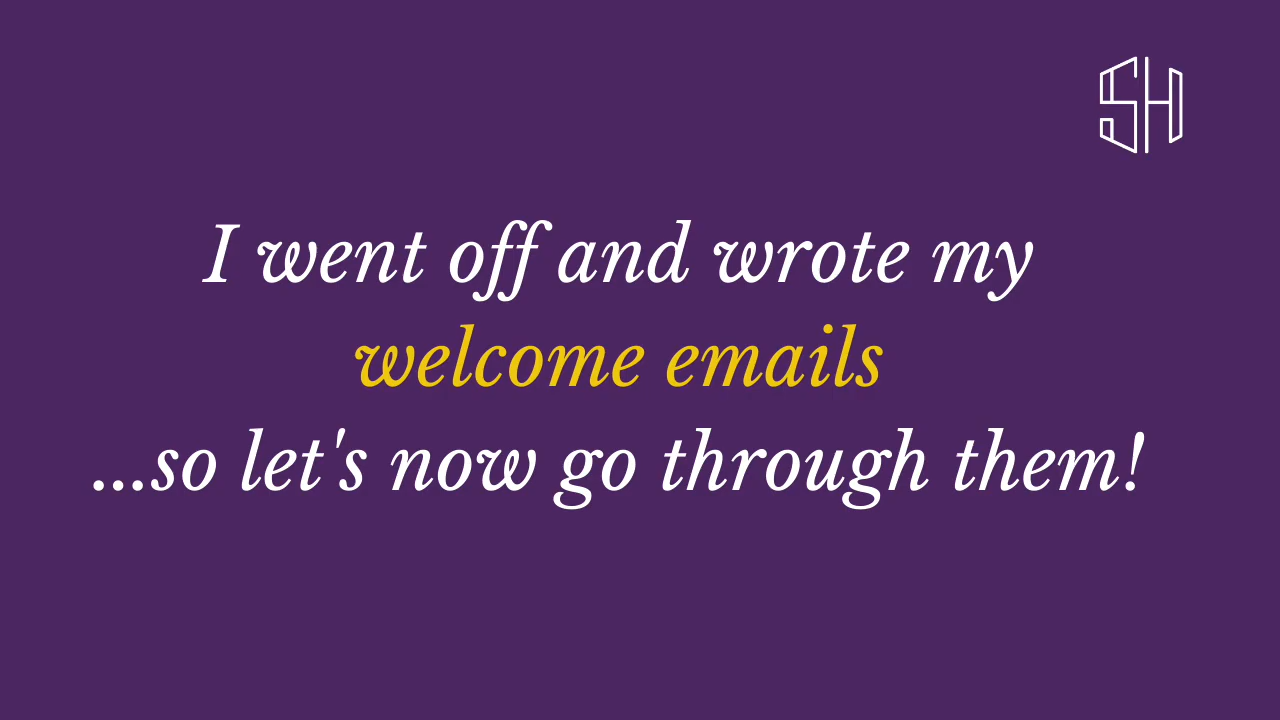 SH
I went off and wrote my
welcome emails
...so let's now go through them!